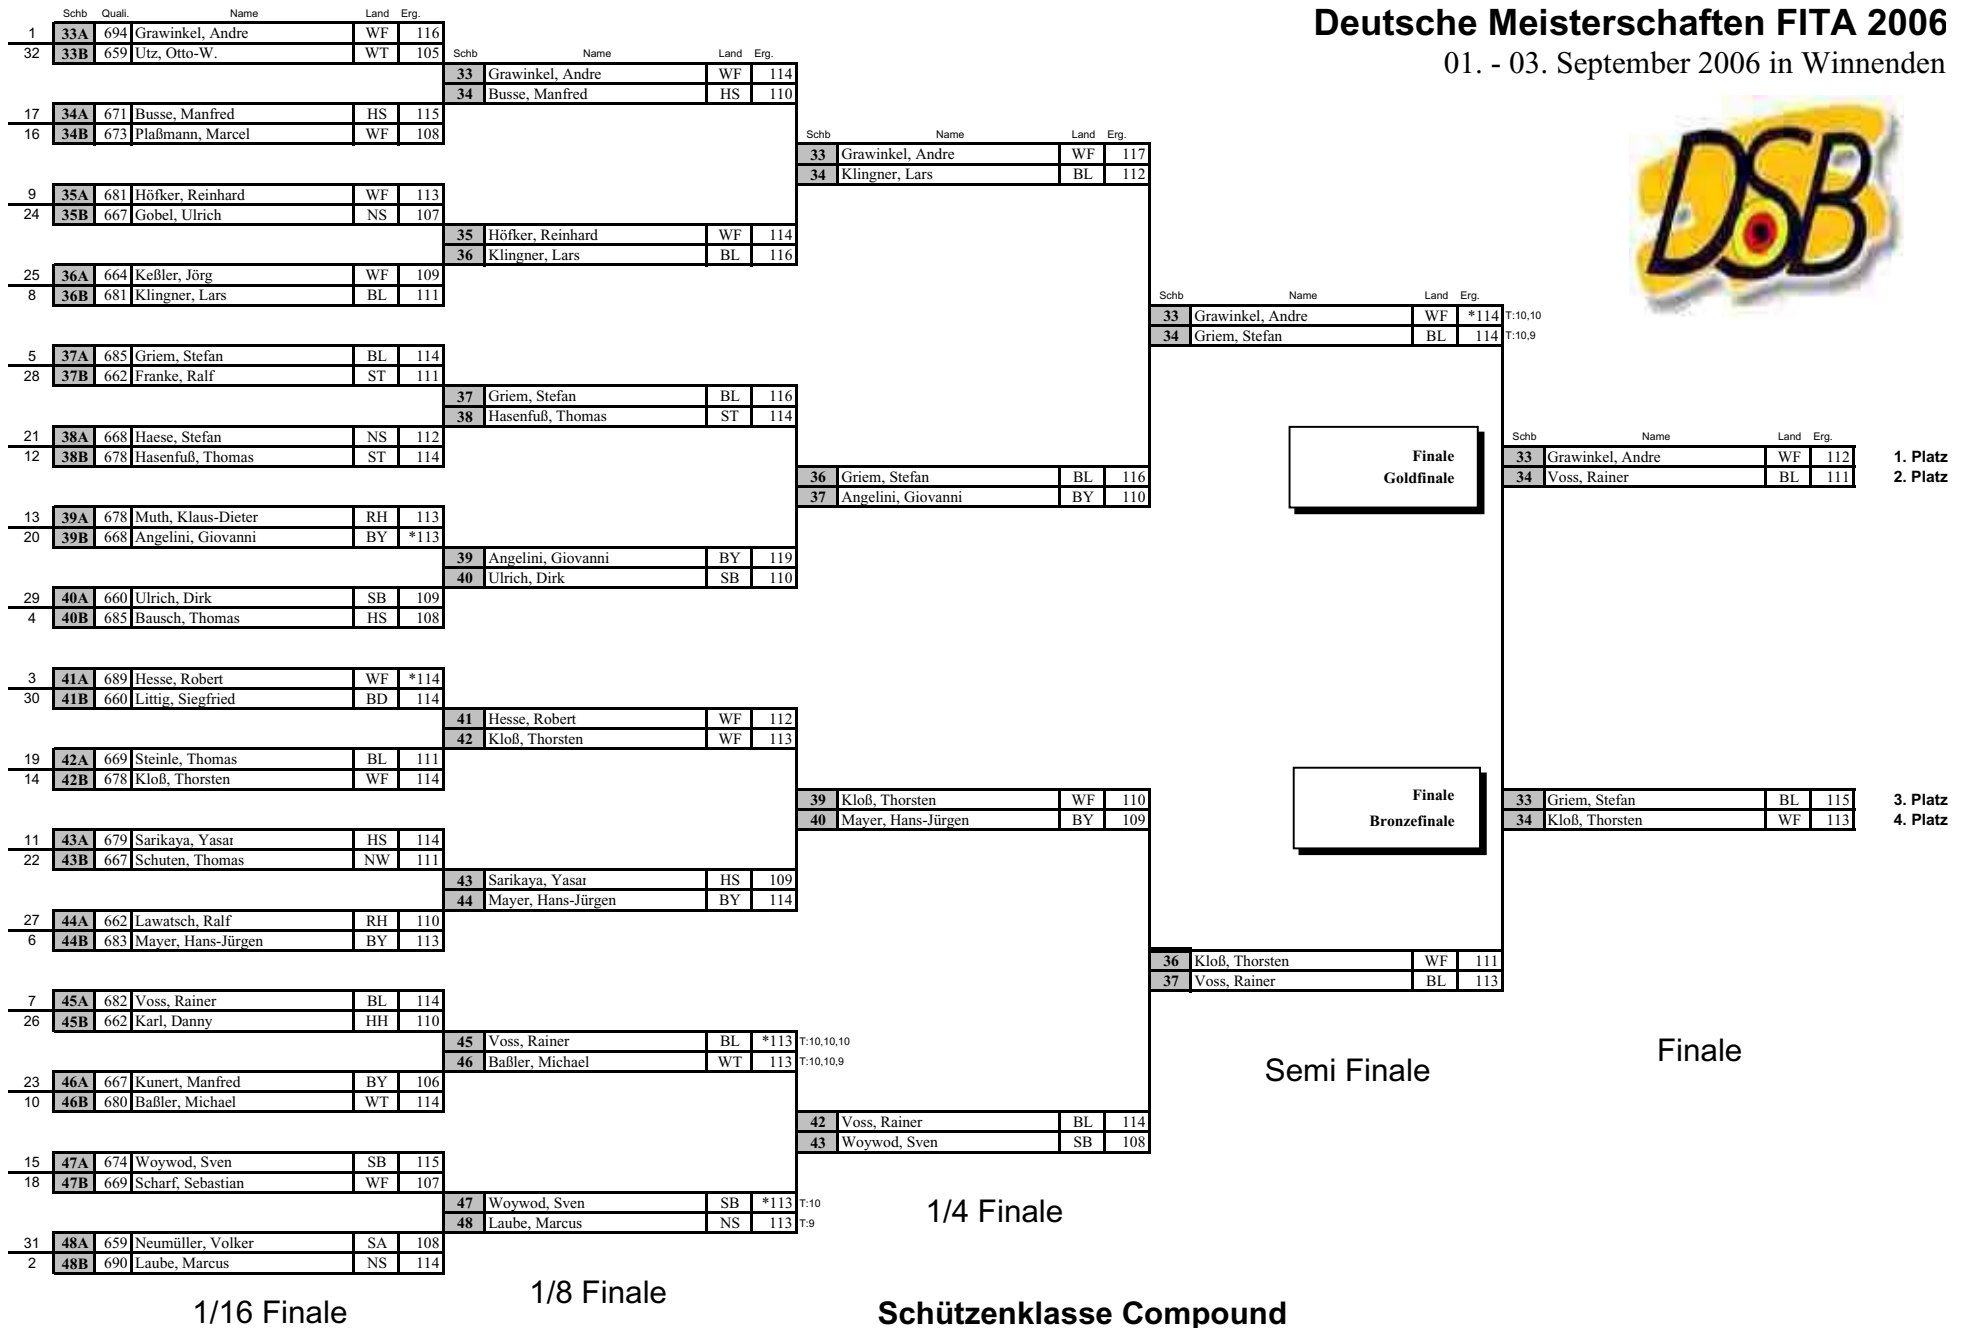 Deutsche Meisterschaften FITA 2006
01. - 03. September 2006 in Winnenden
DSB
Schb Quali. Name Land Erg.
1 33A 694 Grawinkel, Andre WF 116
32 33B 659 Utz, Otto-W. WT 105
17 34A 671 Busse, Manfred HS 115
16 34B 673 Plaßmann, Marcel WF 108
9 35A 681 Höfker, Reinhard WF 113
24 35B 667 Gobel, Ulrich NS 107
25 36A 664 Keßler, Jörg WF 109
8 36B 681 Klingner, Lars BL 111
5 37A 685 Griem, Stefan BL 114
28 37B 662 Franke, Ralf ST 111
21 38A 668 Haese, Stefan NS 112
12 38B 678 Hasenfuß, Thomas ST 114
13 39A 678 Muth, Klaus-Dieter RH 113
20 39B 668 Angelini, Giovanni BY *113
29 40A 660 Ulrich, Dirk SB 109
4 40B 685 Bausch, Thomas HS 108
3 41A 689 Hesse, Robert WF *114
30 41B 660 Littig, Siegfried BD 114
19 42A 669 Steinle, Thomas BL 111
14 42B 678 Kloß, Thorsten WF 114
11 43A 679 Sarikaya, Yasar HS 114
22 43B 667 Schuten, Thomas NW 111
27 44A 662 Lawatsch, Ralf RH 110
6 44B 683 Mayer, Hans-Jürgen BY 113
7 45A 682 Voss, Rainer BL 114
26 45B 662 Karl, Danny HH 110
23 46A 667 Kunert, Manfred BY 106
10 46B 680 Baßler, Michael WT 114
15 47A 674 Woywod, Sven SB 115
18 47B 669 Scharf, Sebastian WF 107
31 48A 659 Neumüller, Volker SA 108
2 48B 690 Laube, Marcus NS 114
1/16 Finale
Schb Name Land Erg.
33 Grawinkel, Andre WF 114
34 Busse, Manfred HS 110
35 Höfker, Reinhard WF 114
36 Klingner, Lars BL 116
37 Griem, Stefan BL 116
38 Hasenfuß, Thomas ST 114
39 Angelini, Giovanni BY 119
40 Ulrich, Dirk SB 110
41 Hesse, Robert WF 112
42 Kloß, Thorsten WF 113
43 Sarikaya, Yasar HS 109
44 Mayer, Hans-Jürgen BY 114
45 Voss, Rainer BL *113 T:10,10,10
46 Baßler, Michael WT 113 T:10,10,9
47 Woywod, Sven SB *113 T:10
48 Laube, Marcus NS 113 T:9
1/8 Finale
Schb Name Land Erg.
33 Grawinkel, Andre WF 117
34 Klingner, Lars BL 112
36 Griem, Stefan BL 116
37 Angelini, Giovanni BY 110
39 Kloß, Thorsten WF 110
40 Mayer, Hans-Jürgen BY 109
42 Voss, Rainer BL 114
43 Woywod, Sven SB 108
1/4 Finale
Schb Name Land Erg.
33 Grawinkel, Andre WF *114 T:10,10
34 Griem, Stefan BL 114 T:10,9
36 Kloß, Thorsten WF 111
37 Voss, Rainer BL 113
Semi Finale
Finale
Goldfinale
Schb Name Land Erg.
33 Grawinkel, Andre WF 112 1. Platz
34 Voss, Rainer BL 111 2. Platz
Finale
Bronzefinale
33 Griem, Stefan BL 115 3. Platz
34 Kloß, Thorsten WF 113 4. Platz
Finale
Schützenklasse Compound